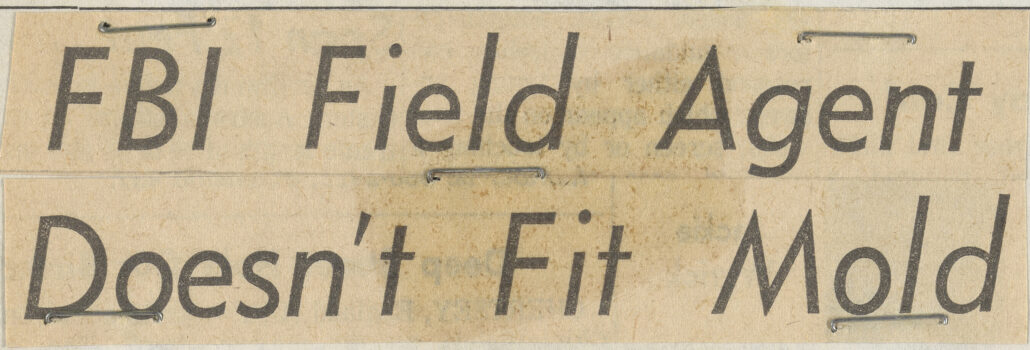 FBI Field Agent
Doesn't Fit Mold